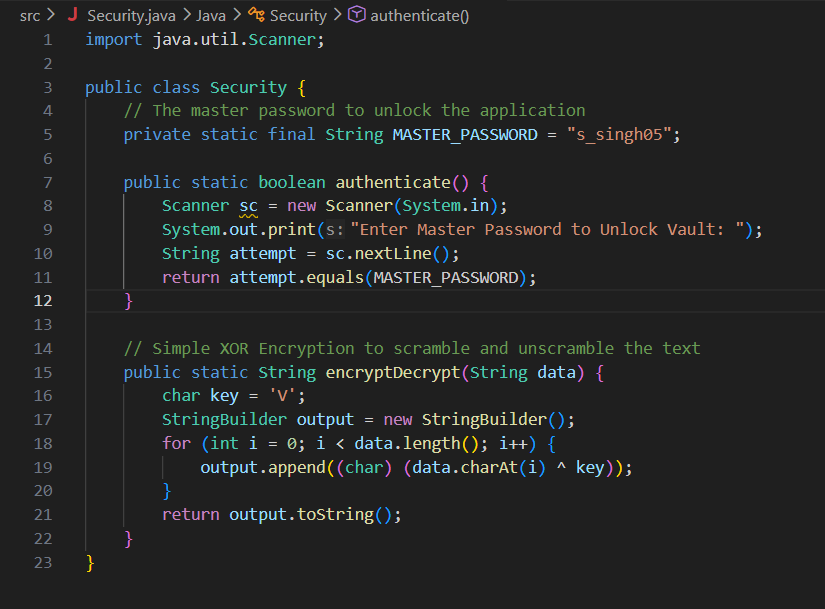 src > Security.java > Java > Security > authenticate()
1 import java.util.Scanner;
2
3 public class Security {
4 // The master password to unlock the application
5 private static final String MASTER_PASSWORD = "s_singh05";
6
7 public static boolean authenticate() {
8 Scanner sc = new Scanner(System.in);
9 System.out.print(s: "Enter Master Password to Unlock Vault: ");
10 String attempt = sc.nextLine();
11 return attempt.equals(MASTER_PASSWORD);
12 }
13
14 // Simple XOR Encryption to scramble and unscramble the text
15 public static String encryptDecrypt(String data) {
16 char key = 'V';
17 StringBuilder output = new StringBuilder();
18 for (int i = 0; i < data.length(); i++) {
19 output.append((char) (data.charAt(i) ^ key));
20 }
21 return output.toString();
22 }
23 }